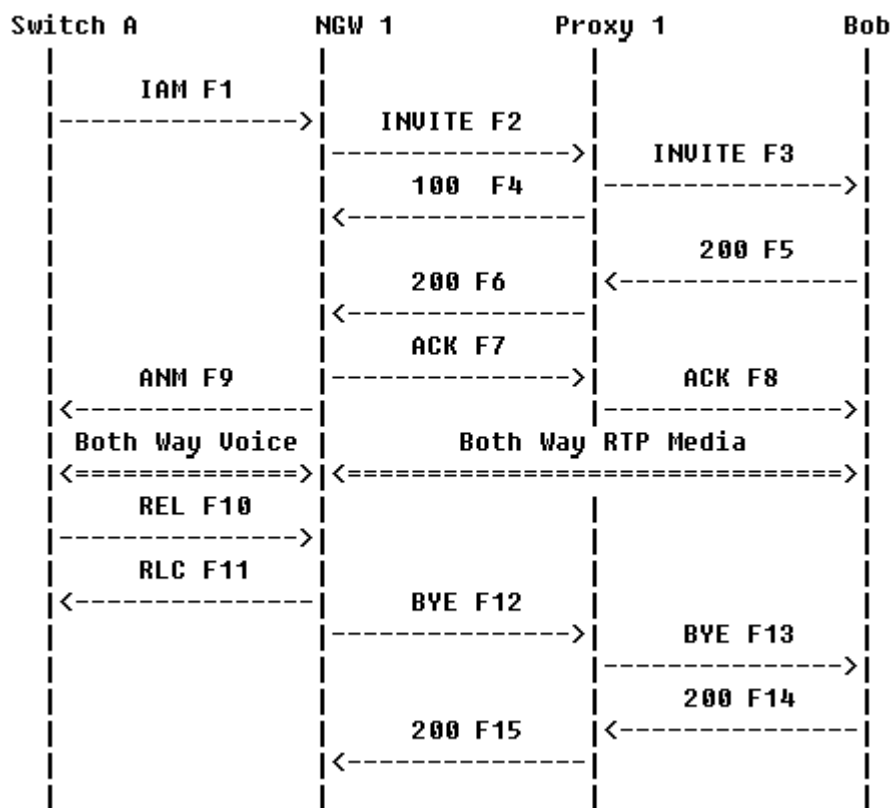 Switch A NGW 1 Proxy 1 Bob
IAM F1
INVITE F2
INVITE F3
100 F4
200 F5
200 F6
ACK F7
ANM F9 ACK F8
Both Way Voice Both Way RTP Media
REL F10
RLC F11
BYE F12
BYE F13
200 F14
200 F15